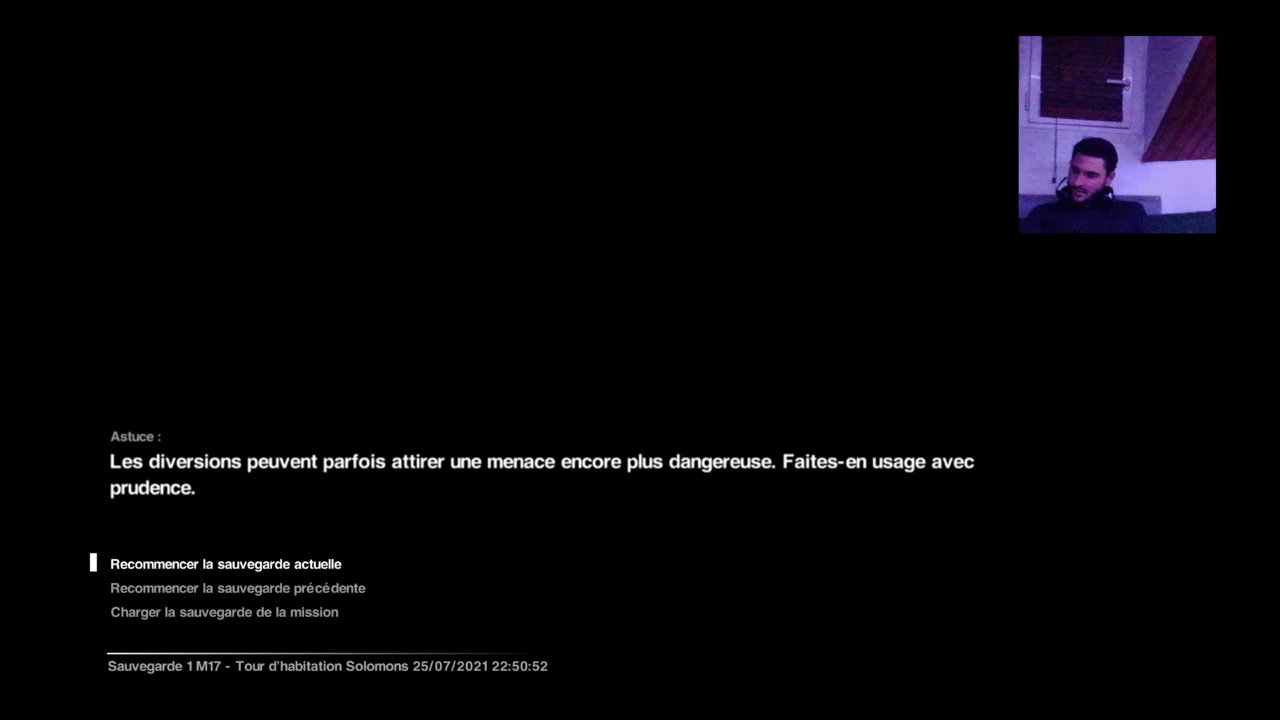 Astuce :
Les diversions peuvent parfois attirer une menace encore plus dangereuse. Faites-en usage avec
prudence.
Recommencer la sauvegarde actuelle
Recommencer la sauvegarde précédente
Charger la sauvegarde de la mission
Sauvegarde 1 M17 - Tour d'habitation Solomons 25/07/2021 22:50:52